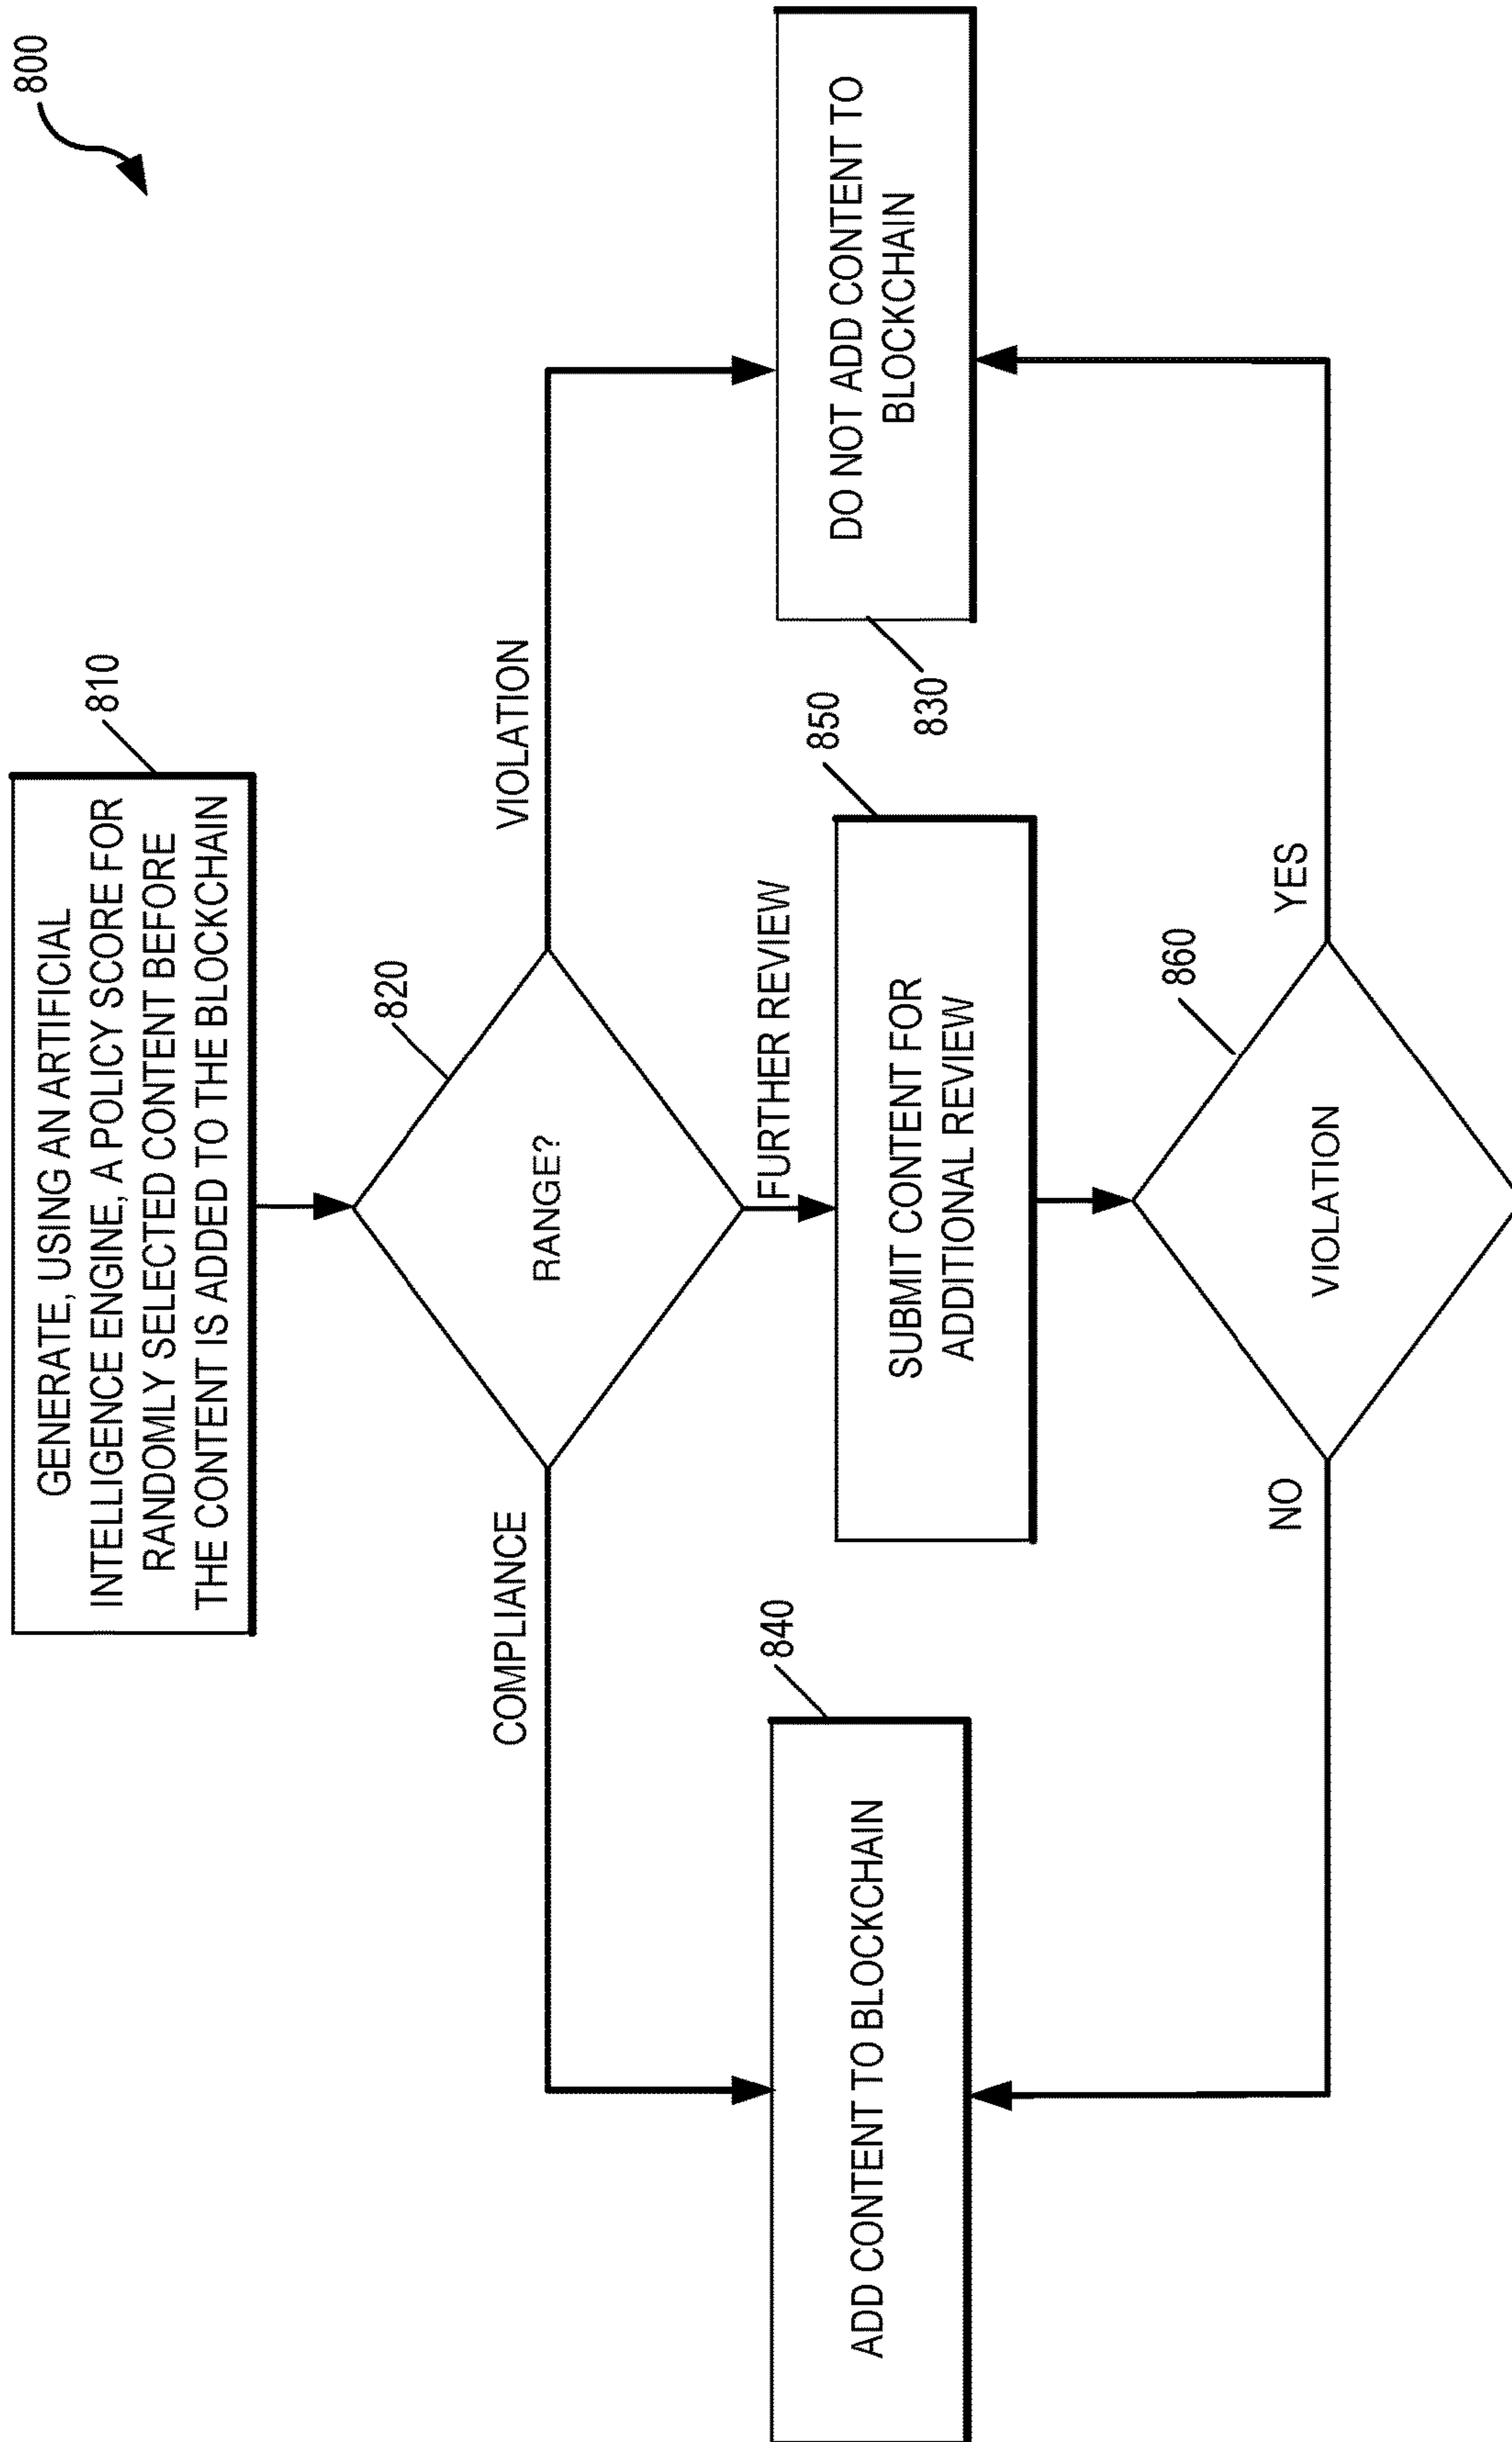 800
GENERATE, USING AN ARTIFICIAL
INTELLIGENCE ENGINE, A POLICY SCORE FOR
RANDOMLY SELECTED CONTENT BEFORE
THE CONTENT IS ADDED TO THE BLOCKCHAIN
810
820
RANGE?
COMPLIANCE
VIOLATION
FURTHER REVIEW
840
ADD CONTENT TO BLOCKCHAIN
850
SUBMIT CONTENT FOR
ADDITIONAL REVIEW
830
DO NOT ADD CONTENT TO
BLOCKCHAIN
860
VIOLATION
NO
YES